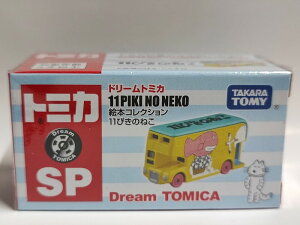 トミカ
Dream
TOMICA
SP
ドリームトミカ
11PIKI NO NEKO
絵本コレクション
11ぴきのねこ
TAKARA
TOMY
Dream TOMICA